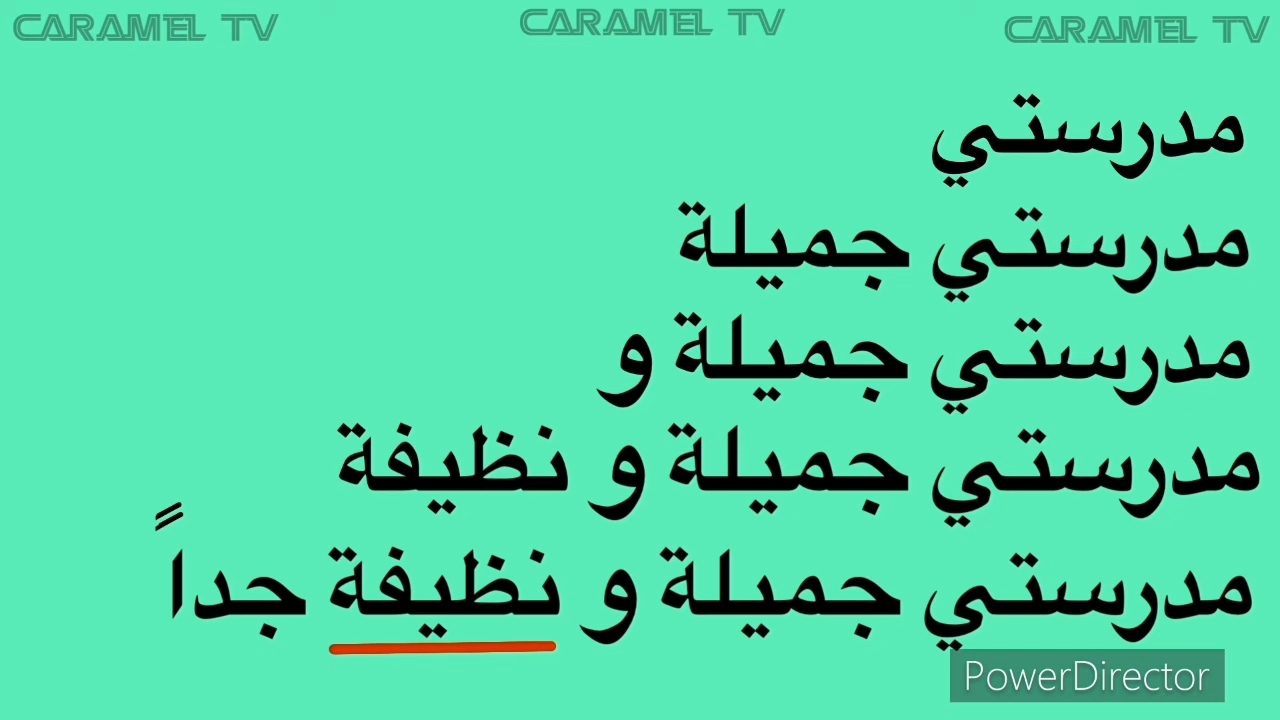 CARAMEL TV CARAMEL TV CARAMEL TV
مدرستي
مدرستي جميلة
مدرستي جميلة و
مدرستي جميلة و نظيفة
مدرستي جميلة و نظيفة جداً
PowerDirector